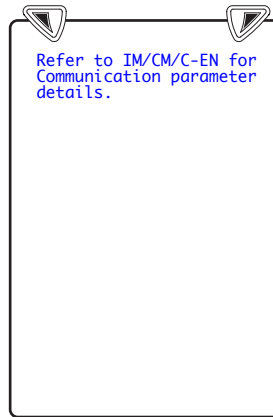 Refer to IM/CM/C-EN for
Communication parameter
details.